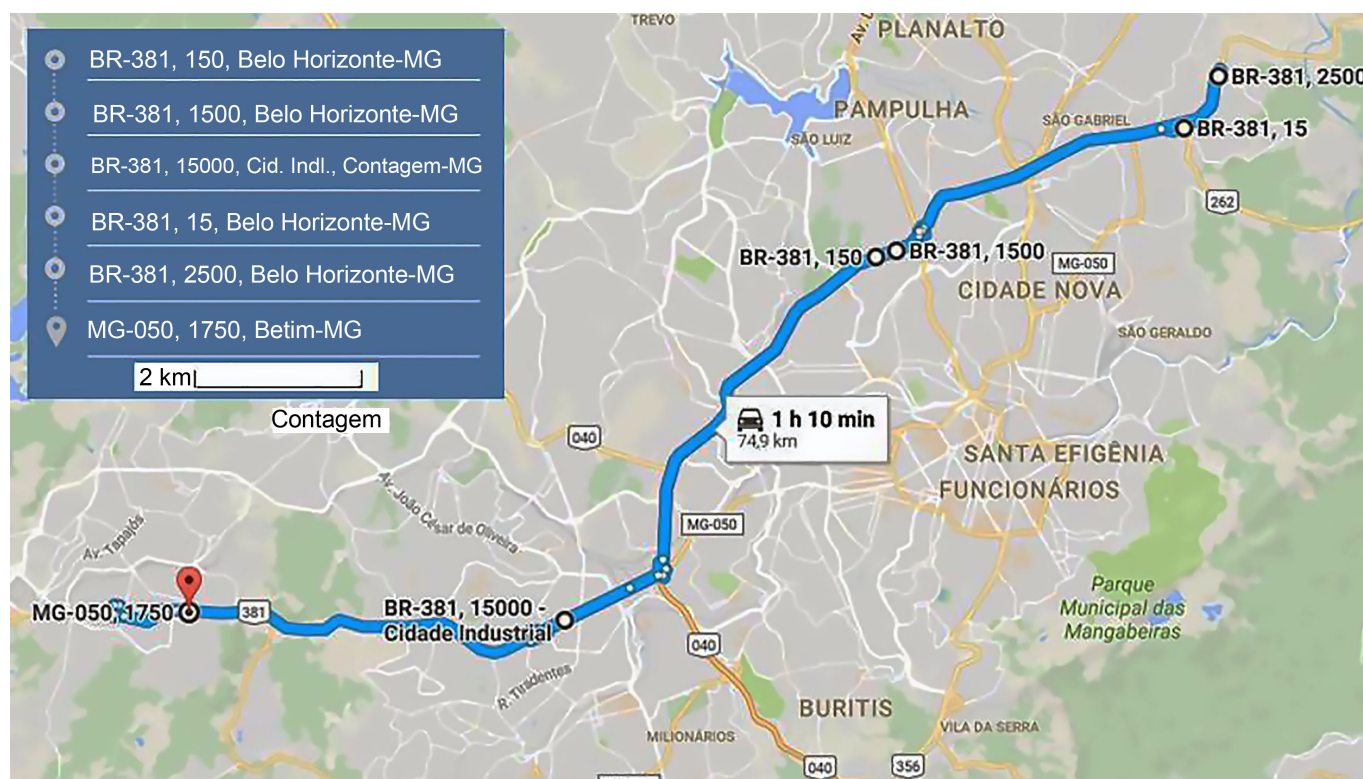 BR-381, 150, Belo Horizonte-MG
BR-381, 1500, Belo Horizonte-MG
BR-381, 15000, Cid. Indl., Contagem-MG
BR-381, 15, Belo Horizonte-MG
BR-381, 2500, Belo Horizonte-MG
MG-050, 1750, Betim-MG
2 km
Contagem
TREVO
Av.
PLANALTO
BR-381, 2500
PAMPULHA
SÃO GABRIEL
BR-381, 15
SÃO LUIZ
262
BR-381, 150
BR-381, 1500
MG-050
CIDADE NOVA
SÃO GERALDO
1 h 10 min
74,9 km
040
SANTA EFIGÊNIA
FUNCIONÁRIOS
Av. João César de Oliveira
MG-050
Av. Tapajós
Parque
Municipal das
Mangabeiras
MG-050, 1750
381
BR-381, 15000 -
Cidade Industrial
040
R. Tiradentes
BURITIS
VILA DA SERRA
MILIONÁRIOS
040
356